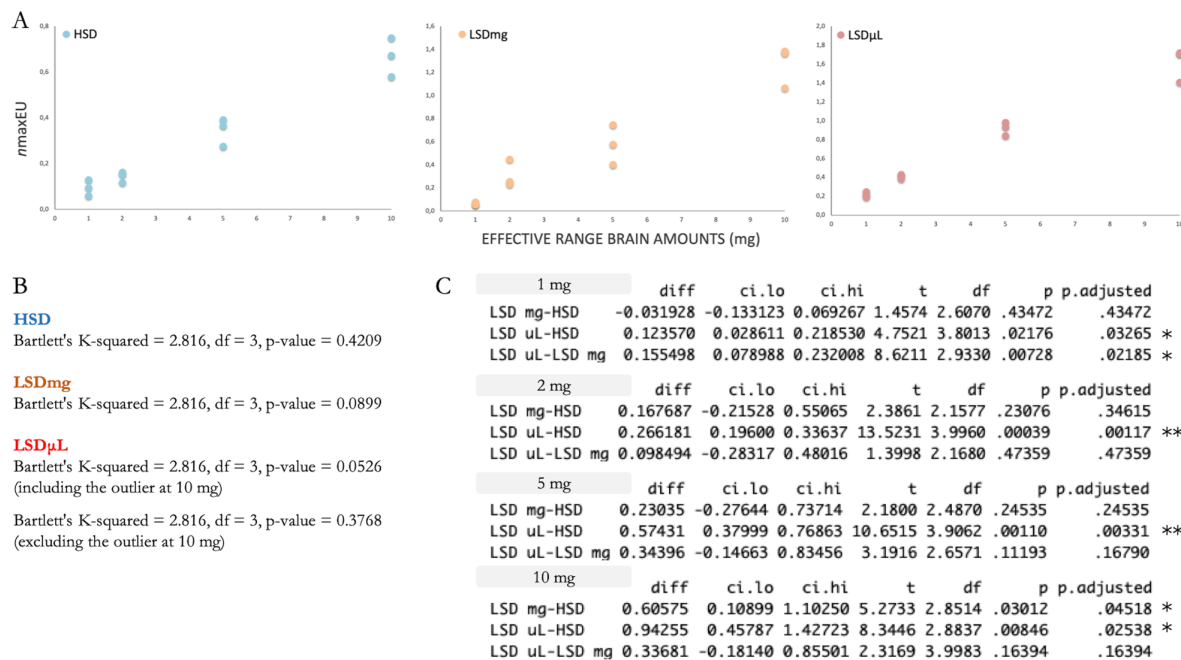 A
HSD
LSDmg
LSDµL
nmaxEU
0,8
0,6
0,4
0,2
0,0
0 1 2 3 4 5 6 7 8 9 10
1,6
1,4
1,2
1,0
0,8
0,6
0,4
0,2
0,0
0 1 2 3 4 5 6 7 8 9 10
2,0
1,8
1,6
1,4
1,2
1,0
0,8
0,6
0,4
0,2
0,0
0 1 2 3 4 5 6 7 8 9 10
EFFECTIVE RANGE BRAIN AMOUNTS (mg)
B
HSD
Bartlett's K-squared = 2.816, df = 3, p-value = 0.4209
LSDmg
Bartlett's K-squared = 2.816, df = 3, p-value = 0.0899
LSDµL
Bartlett's K-squared = 2.816, df = 3, p-value = 0.0526
(including the outlier at 10 mg)
Bartlett's K-squared = 2.816, df = 3, p-value = 0.3768
(excluding the outlier at 10 mg)
C
1 mg
diff ci.lo ci.hi t df p p.adjusted
LSD mg-HSD -0.031928 -0.133123 0.069267 1.4574 2.6070 .43472 .43472
LSD uL-HSD 0.123570 0.028611 0.218530 4.7521 3.8013 .02176 .03265 *
LSD uL-LSD mg 0.155498 0.078988 0.232008 8.6211 2.9330 .00728 .02185 *
2 mg
diff ci.lo ci.hi t df p p.adjusted
LSD mg-HSD 0.167687 -0.21528 0.55065 2.3861 2.1577 .23076 .34615
LSD uL-HSD 0.266181 0.19600 0.33637 13.5231 3.9960 .00039 .00117 **
LSD uL-LSD mg 0.098494 -0.28317 0.48016 1.3998 2.1680 .47359 .47359
5 mg
diff ci.lo ci.hi t df p p.adjusted
LSD mg-HSD 0.23035 -0.27644 0.73714 2.1800 2.4870 .24535 .24535
LSD uL-HSD 0.57431 0.37999 0.76863 10.6515 3.9062 .00110 .00331 **
LSD uL-LSD mg 0.34396 -0.14663 0.83456 3.1916 2.6571 .11193 .16790
10 mg
diff ci.lo ci.hi t df p p.adjusted
LSD mg-HSD 0.60575 0.10899 1.10250 5.2733 2.8514 .03012 .04518 *
LSD uL-HSD 0.94255 0.45787 1.42723 8.3446 2.8837 .00846 .02538 *
LSD uL-LSD mg 0.33681 -0.18140 0.85501 2.3169 3.9983 .16394 .16394